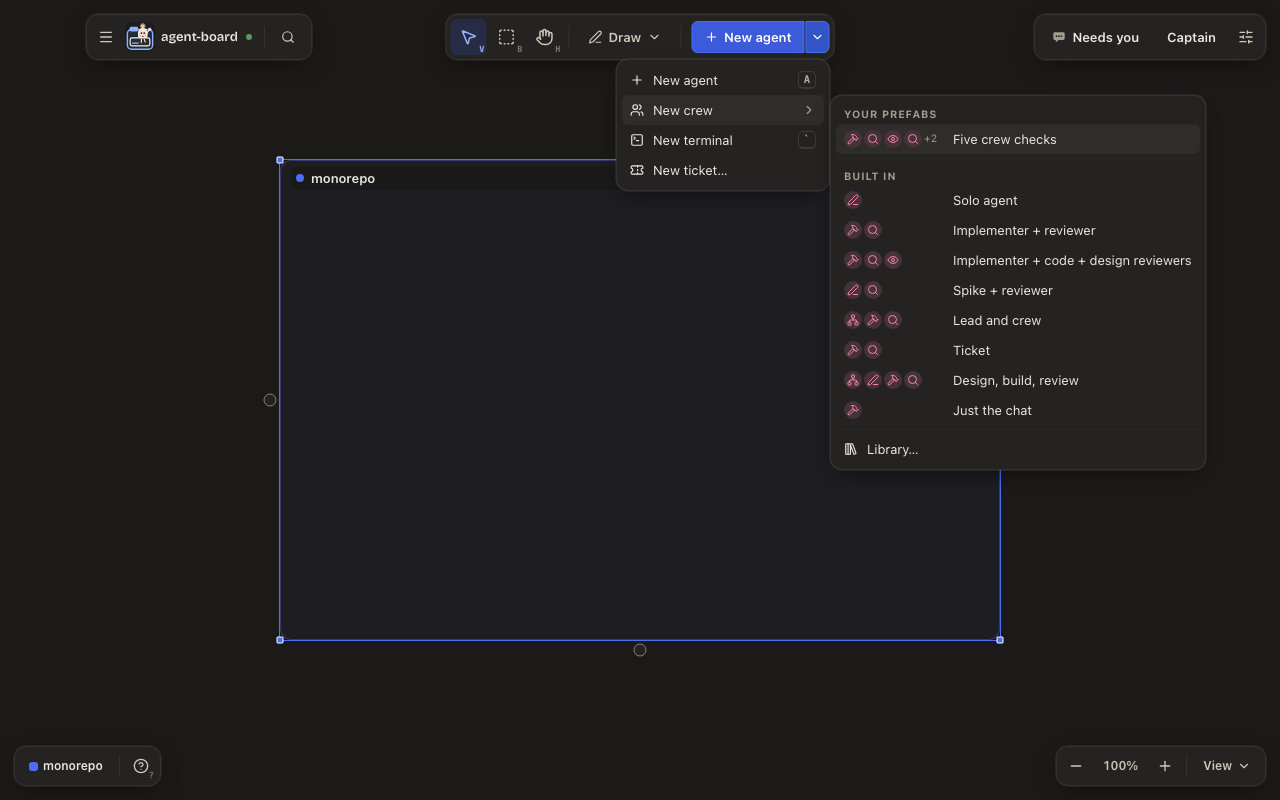 agent-board
V
B
H
Draw
New agent
Needs you
Captain
New agent A
New crew
New terminal `
New ticket...
YOUR PREFABS
+2 Five crew checks
BUILT IN
Solo agent
Implementer + reviewer
Implementer + code + design reviewers
Spike + reviewer
Lead and crew
Ticket
Design, build, review
Just the chat
Library...
monorepo
monorepo
?
100%
View